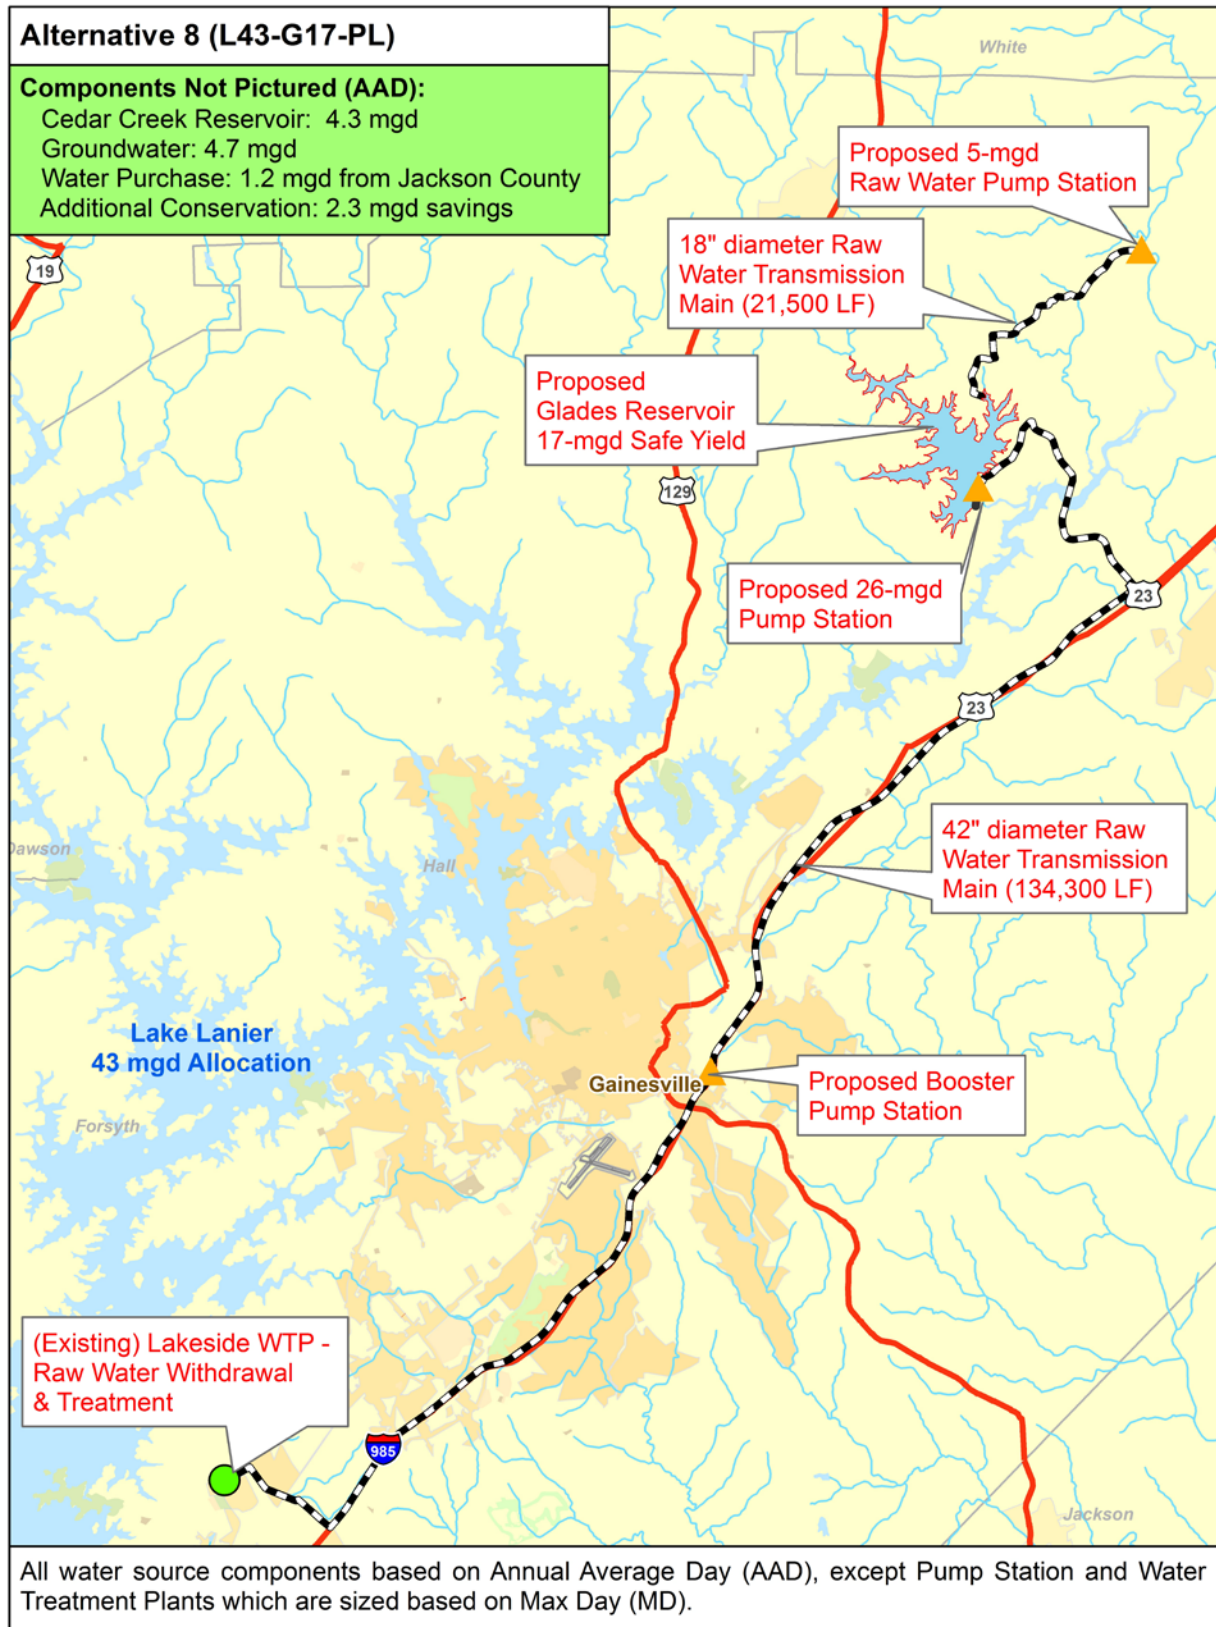 Alternative 8 (L43-G17-PL)
Components Not Pictured (AAD):
Cedar Creek Reservoir: 4.3 mgd
Groundwater: 4.7 mgd
Water Purchase: 1.2 mgd from Jackson County
Additional Conservation: 2.3 mgd savings
White
Proposed 5-mgd
Raw Water Pump Station
18" diameter Raw
Water Transmission
Main (21,500 LF)
19
Proposed
Glades Reservoir
17-mgd Safe Yield
129
Proposed 26-mgd
Pump Station
23
23
42" diameter Raw
Water Transmission
Main (134,300 LF)
Dawson
Hall
Lake Lanier
43 mgd Allocation
Gainesville
Proposed Booster
Pump Station
Forsyth
(Existing) Lakeside WTP -
Raw Water Withdrawal
& Treatment
985
Jackson
All water source components based on Annual Average Day (AAD), except Pump Station and Water
Treatment Plants which are sized based on Max Day (MD).